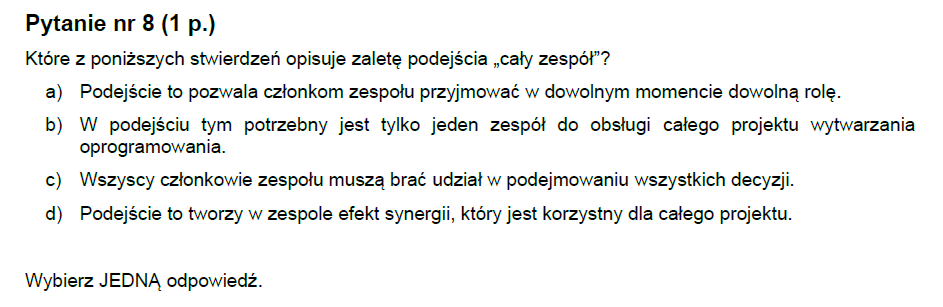 Pytanie nr 8 (1 p.)
Które z poniższych stwierdzeń opisuje zaletę podejścia „cały zespół”?
a) Podejście to pozwala członkom zespołu przyjmować w dowolnym momencie dowolną rolę.
b) W podejściu tym potrzebny jest tylko jeden zespół do obsługi całego projektu wytwarzania
oprogramowania.
c) Wszyscy członkowie zespołu muszą brać udział w podejmowaniu wszystkich decyzji.
d) Podejście to tworzy w zespole efekt synergii, który jest korzystny dla całego projektu.
Wybierz JEDNĄ odpowiedź.